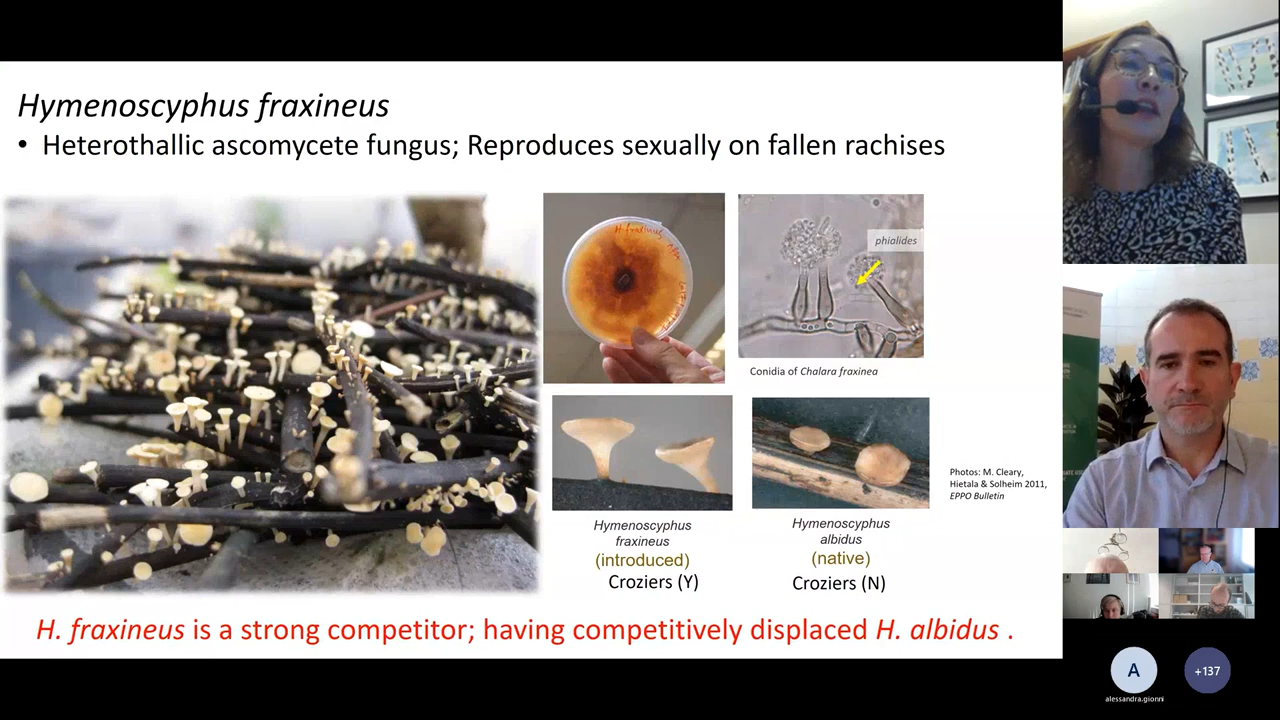 Hymenoscyphus fraxineus
• Heterothallic ascomycete fungus; Reproduces sexually on fallen rachises
phialides
Conidia of Chalara fraxinea
Photos: M. Cleary,
Hietala & Solheim 2011,
EPPO Bulletin
Hymenoscyphus
fraxineus
(introduced)
Croziers (Y)
Hymenoscyphus
albidus
(native)
Croziers (N)
H. fraxineus is a strong competitor; having competitively displaced H. albidus .
A
+137
alessandra.gionni